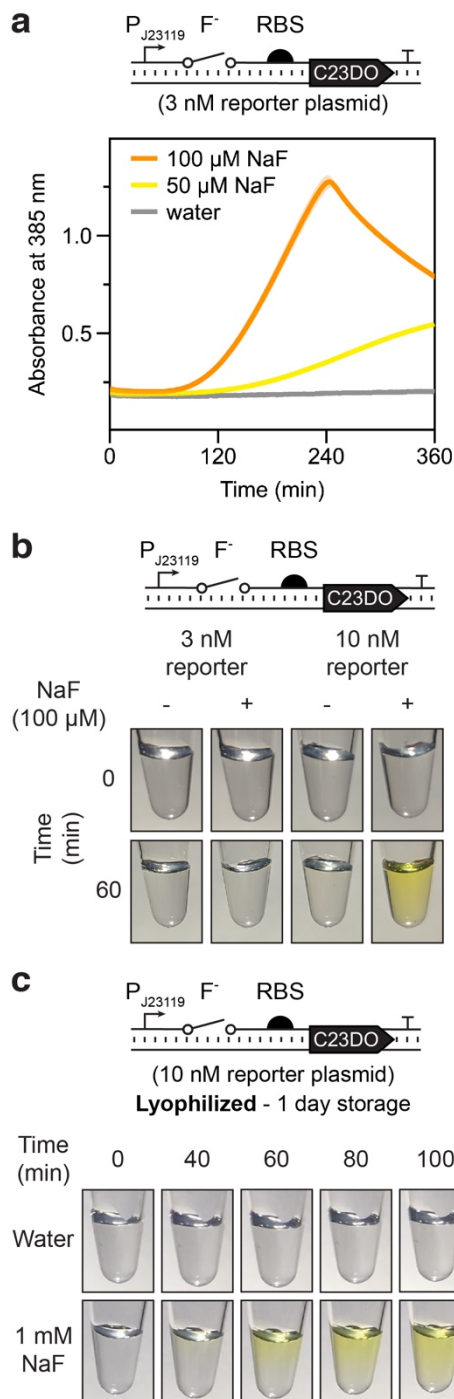 a
P J23119 F- RBS
C23DO
(3 nM reporter plasmid)
100 µM NaF
50 µM NaF
water
Absorbance at 385 nm
1.0
0.5
0 120 240 360
Time (min)
b
P J23119 F- RBS
C23DO
3 nM 10 nM
reporter reporter
NaF
(100 µM) - + - +
Time
(min)
0
60
c
P J23119 F- RBS
C23DO
(10 nM reporter plasmid)
Lyophilized - 1 day storage
Time
(min) 0 40 60 80 100
Water
1 mM
NaF